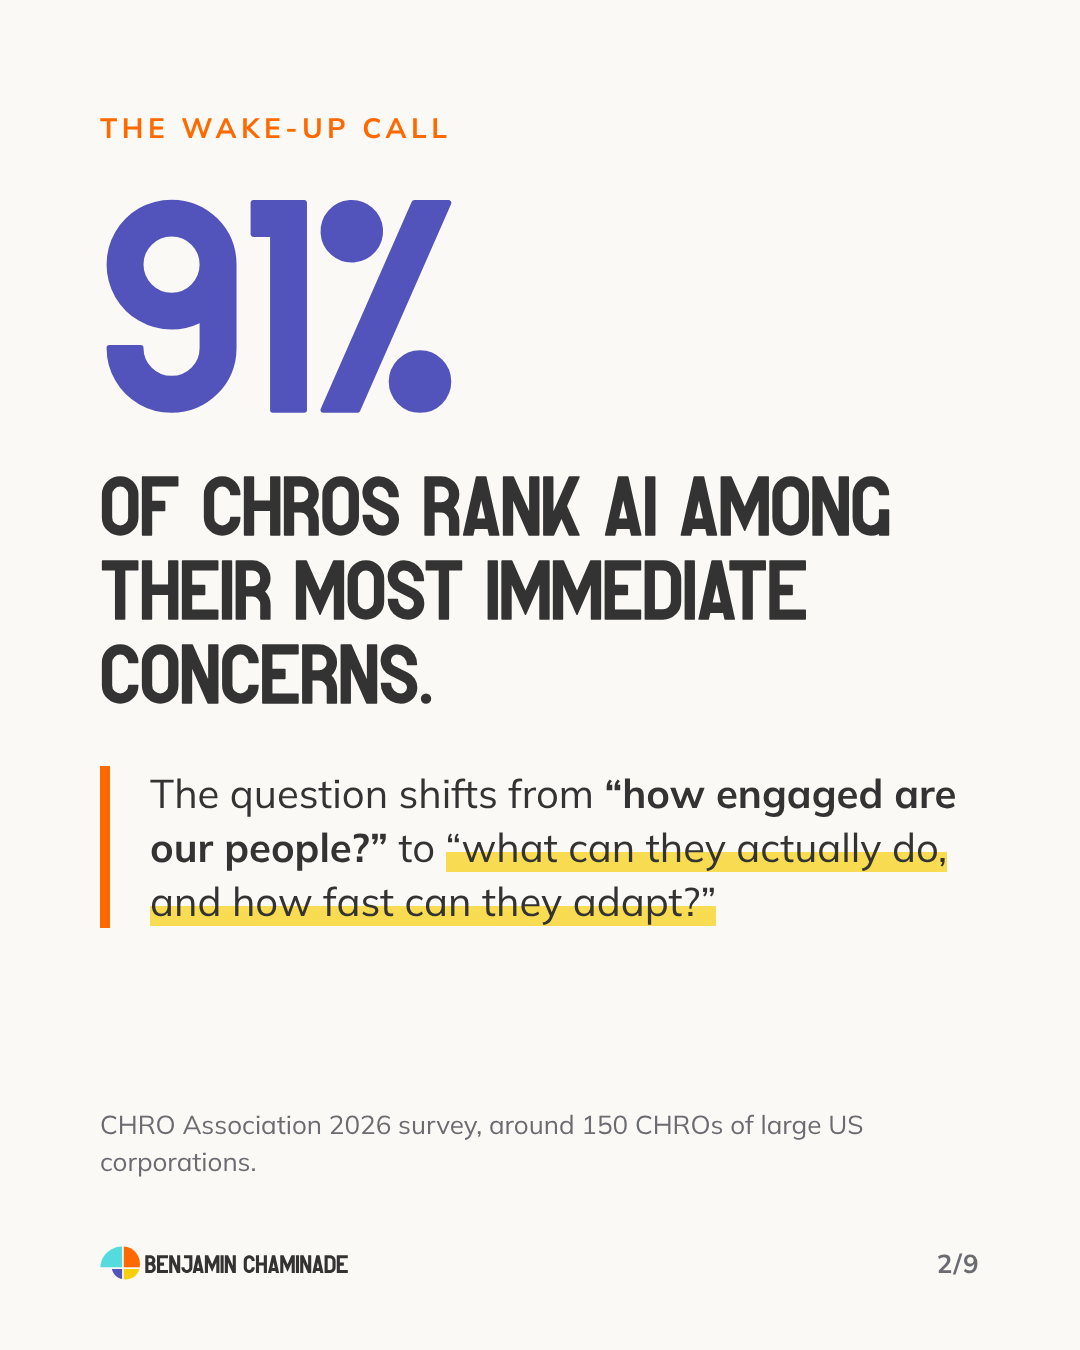 THE WAKE-UP CALL
91%
OF CHROS RANK AI AMONG
THEIR MOST IMMEDIATE
CONCERNS.
The question shifts from “how engaged are
our people?” to “what can they actually do,
and how fast can they adapt?”
CHRO Association 2026 survey, around 150 CHROs of large US
corporations.
BENJAMIN CHAMINADE
2/9